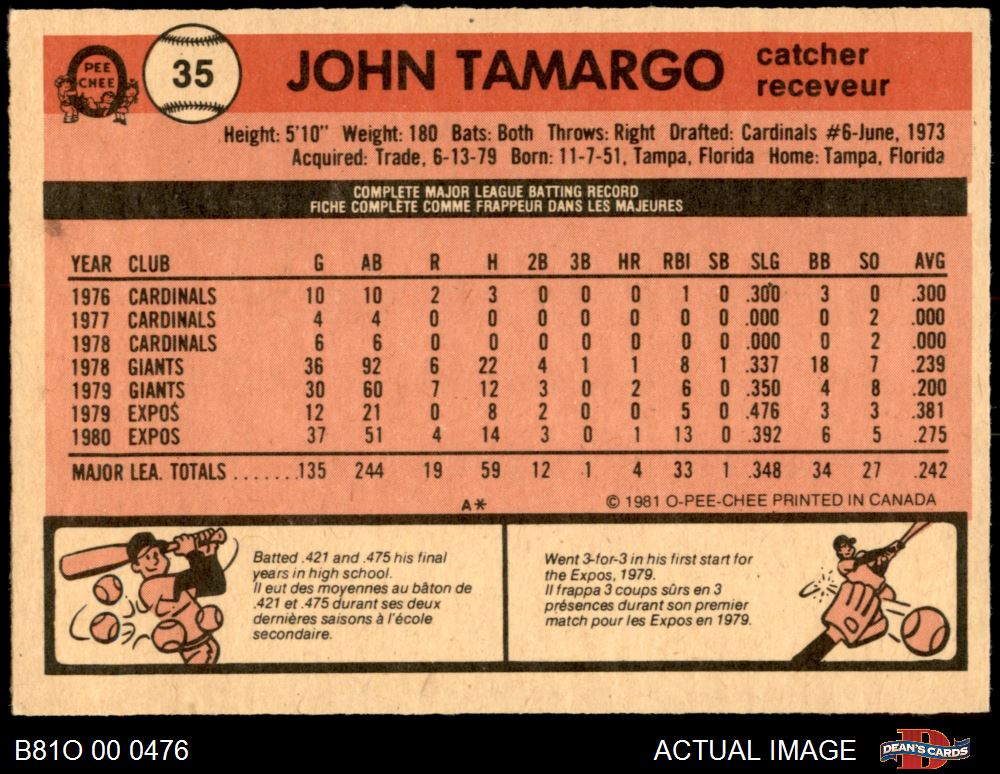 O
PEE
CHEE
35
JOHN TAMARGO
catcher
receveur
Height: 5'10" Weight: 180 Bats: Both Throws: Right Drafted: Cardinals #6-June, 1973
Acquired: Trade, 6-13-79 Born: 11-7-51, Tampa, Florida Home: Tampa, Florida
COMPLETE MAJOR LEAGUE BATTING RECORD
FICHE COMPLÈTE COMME FRAPPEUR DANS LES MAJEURES
YEAR CLUB G AB R H 2B 3B HR RBI SB SLG BB SO AVG
1976 CARDINALS 10 10 2 3 0 0 0 1 0 .300 3 0 .300
1977 CARDINALS 4 4 0 0 0 0 0 0 0 .000 0 2 .000
1978 CARDINALS 6 6 0 0 0 0 0 0 0 .000 0 2 .000
1978 GIANTS 36 92 6 22 4 1 1 8 1 .337 18 7 .239
1979 GIANTS 30 60 7 12 3 0 2 6 0 .350 4 8 .200
1979 EXPOS 12 21 0 8 2 0 0 5 0 .476 3 3 .381
1980 EXPOS 37 51 4 14 3 0 1 13 0 .392 6 5 .275
MAJOR LEA. TOTALS .......135 244 19 59 12 1 4 33 1 .348 34 27 .242
A* © 1981 O-PEE-CHEE PRINTED IN CANADA
Batted .421 and .475 his final
years in high school.
Il eut des moyennes au bâton de
.421 et .475 durant ses deux
dernières saisons à l'école
secondaire.
Went 3-for-3 in his first start for
the Expos, 1979.
Il frappa 3 coups sûrs en 3
présences durant son premier
match pour les Expos en 1979.
B81O 00 0476
ACTUAL IMAGE
D
DEAN'S CARDS